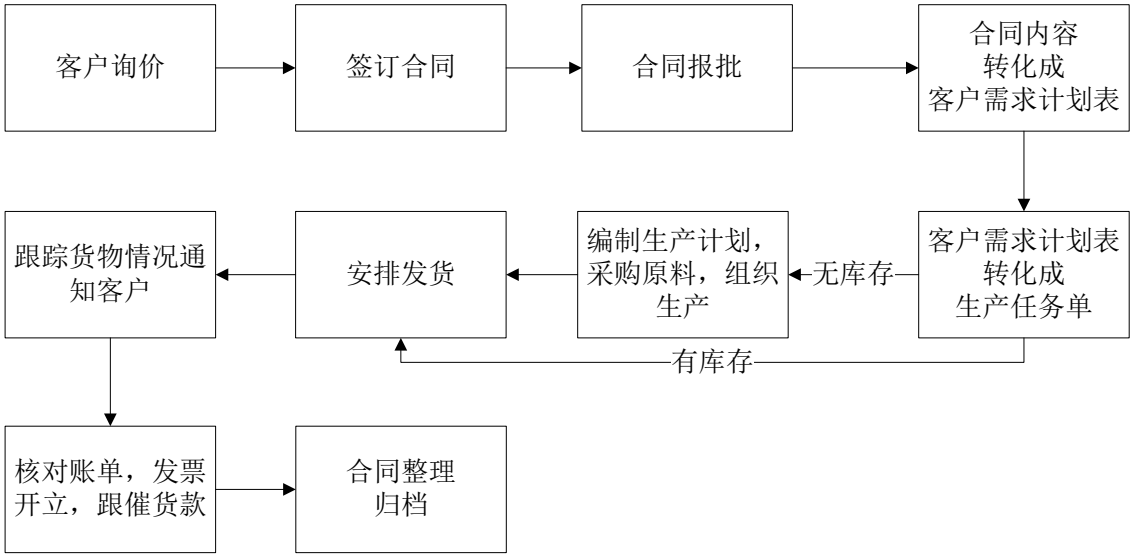 客户询价
签订合同
合同报批
合同内容
转化成
客户需求计划表
跟踪货物情况通
知客户
安排发货
编制生产计划，
采购原料，组织
生产
无库存
客户需求计划表
转化成
生产任务单
有库存
核对账单，发票
开立，跟催货款
合同整理
归档